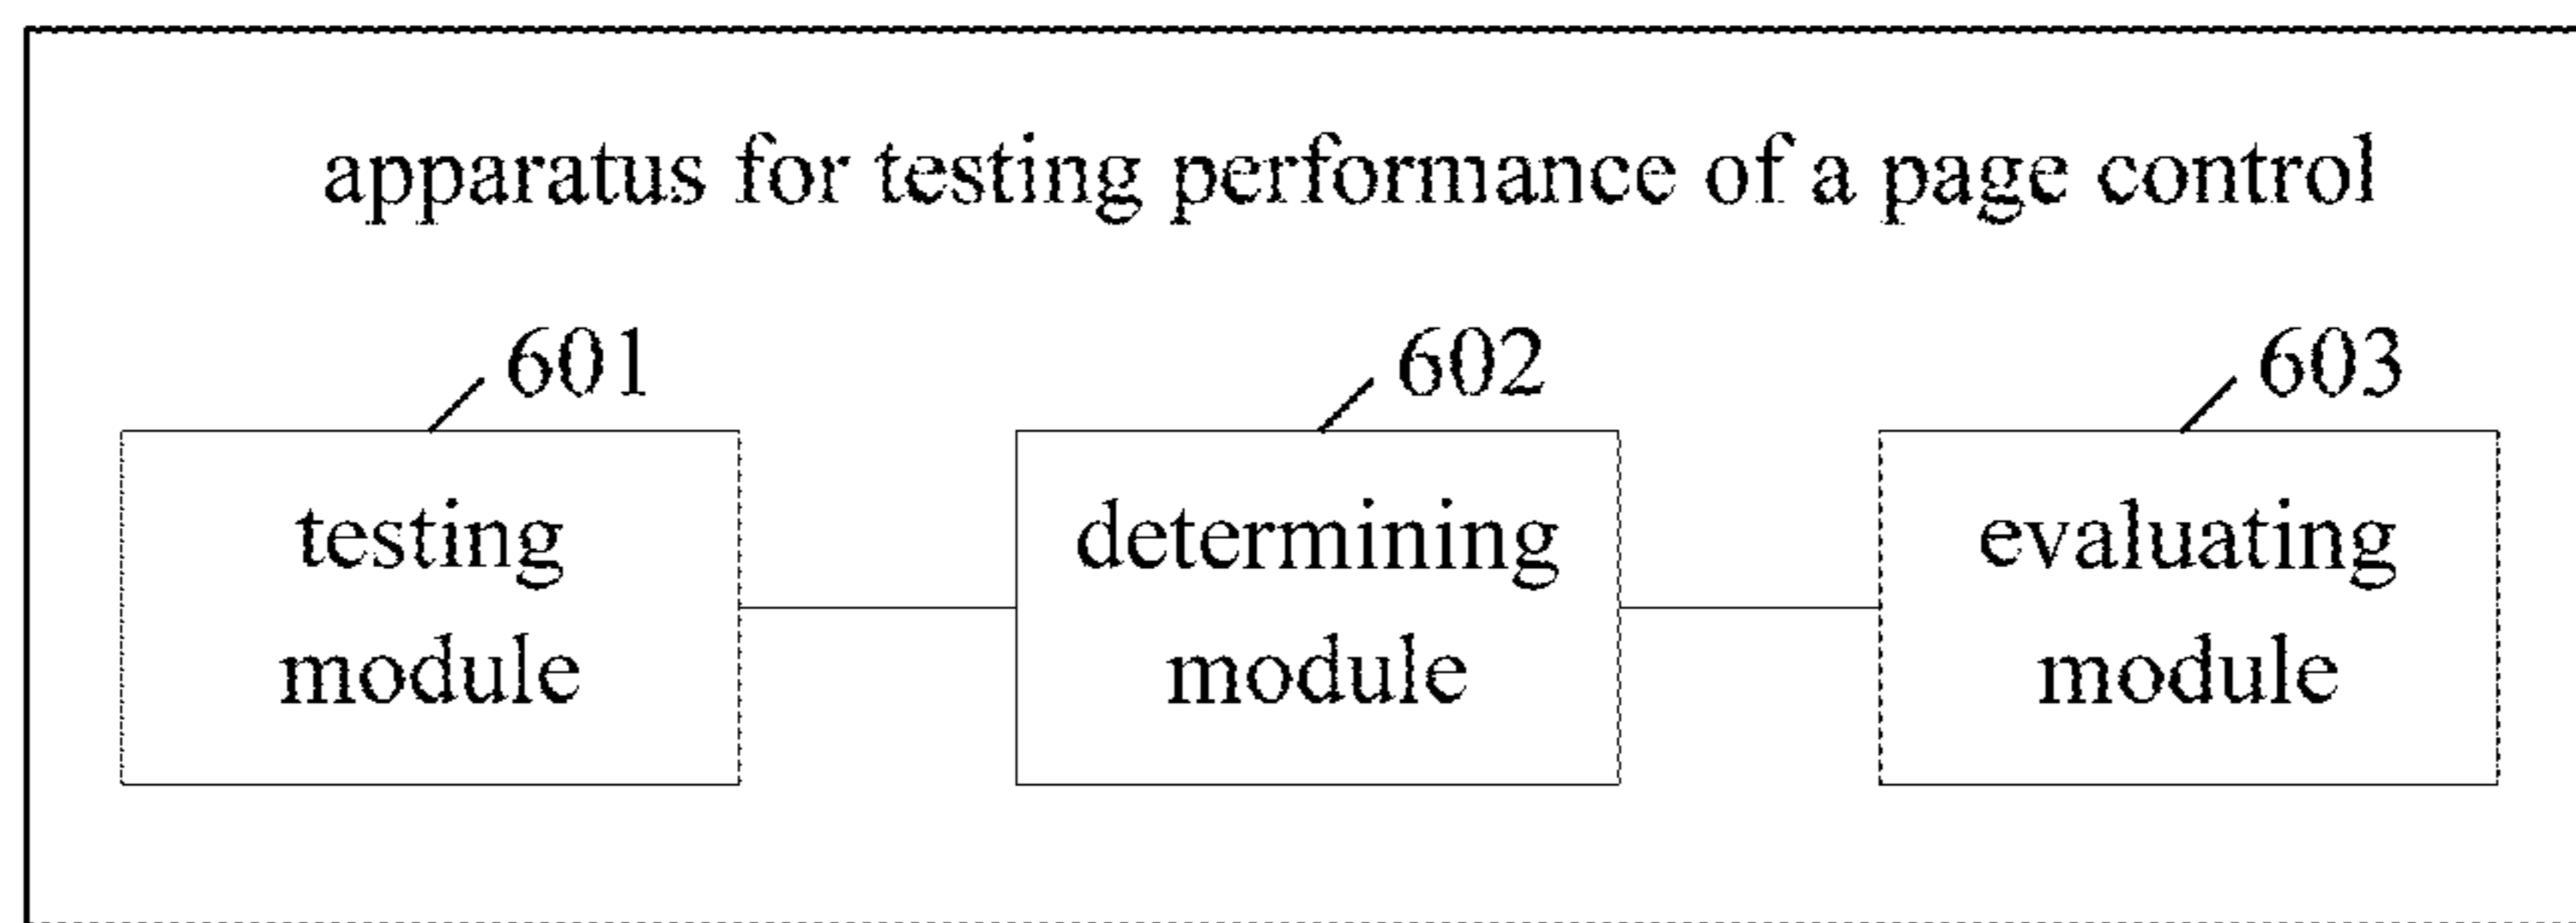 apparatus for testing performance of a page control
601
602
603
testing
module
determining
module
evaluating
module